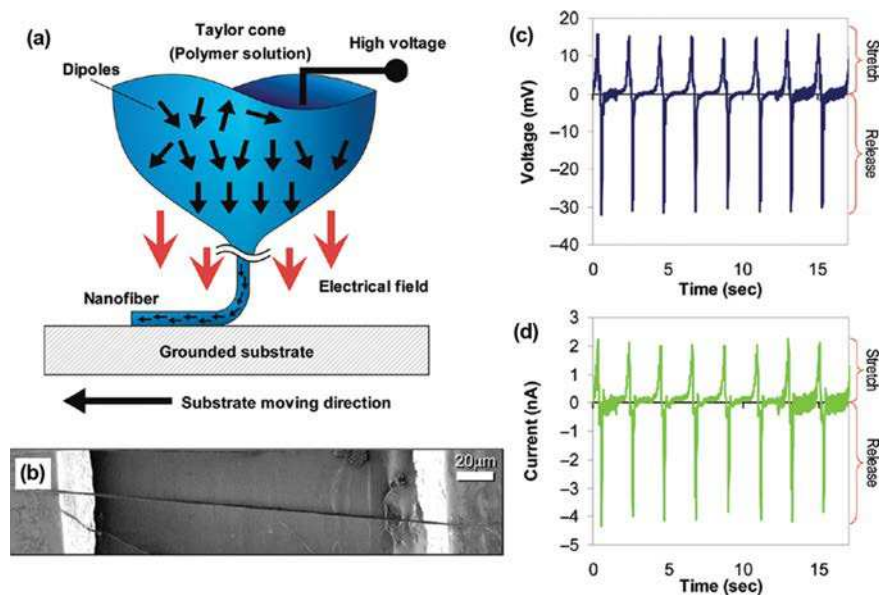 (a)
Taylor cone
(Polymer solution)
High voltage
Dipoles
Nanofiber
Electrical field
Grounded substrate
Substrate moving direction
(b)
20μm
(c)
Voltage (mV)
20
10
0
–10
–20
–30
–40
0
5
10
15
Time (sec)
Stretch
Release
(d)
Current (nA)
3
2
1
0
–1
–2
–3
–4
–5
0
5
10
15
Time (sec)
Stretch
Release